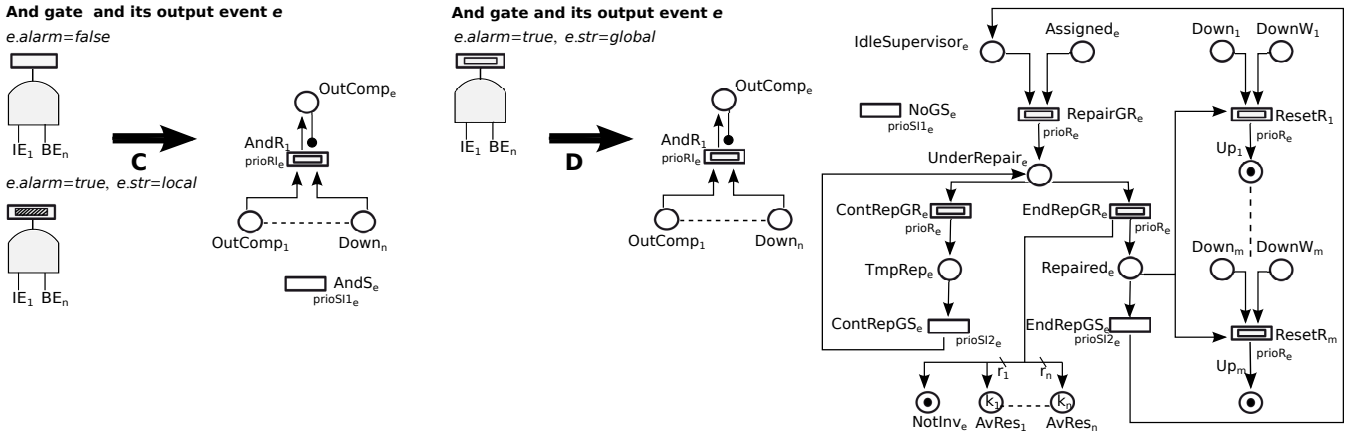 And gate and its output event e
e.alarm=false
IE1 BEn
C
e.alarm=true, e.str=local
IE1 BEn
OutCompe
AndR1
prioRIe
OutComp1
Downn
AndSe
prioSI1e
And gate and its output event e
e.alarm=true, e.str=global
IE1 BEn
D
OutCompe
AndR1
prioRIe
OutComp1
Downn
IdleSupervisore
Assignede
NoGSe
prioSI1e
RepairGRe
prioRe
UnderRepaire
ContRepGRe
prioRe
EndRepGRe
prioRe
TmpRepe
Repairede
ContRepGSe
prioSI2e
EndRepGSe
prioSI2e
r1
rn
k1
kn
NotInve
AvRes1
AvResn
Down1
DownW1
ResetR1
prioRe
Up1
Downm
DownWm
ResetRm
prioRe
Upm